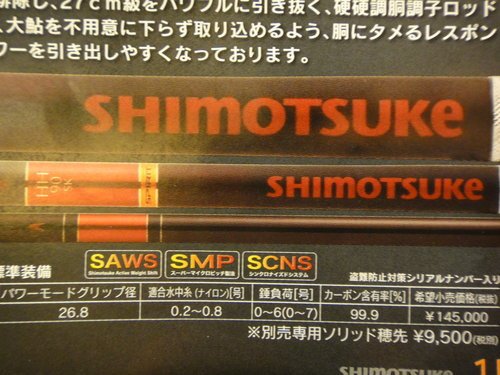 排除し、27cm級をパワフルに引き抜く、硬硬調胴調子ロッド
、大鮎を不用意に下らず取り込めるよう、胴にタメるレスポン
ワーを引き出しやすくなっております。
SHIMOTSUKE
HH
90
SK
SHIMOTSUKE
標準装備
SAWS
Shimotsuke Active Weight Shift
SMP
スーパーマイクロピッチ製法
SCNS
シンクロナイズドシステム
盗難防止対策シリアルナンバー入り
パワーモードグリップ径 適合水中糸(ナイロン)[号] 錘負荷[号] カーボン含有率[%] 希望小売価格(税抜)
26.8 0.2~0.8 0~6(0~7) 99.9 ¥145,000
※別売専用ソリッド穂先 ¥9,500(税別)
SHIMOTSUKE